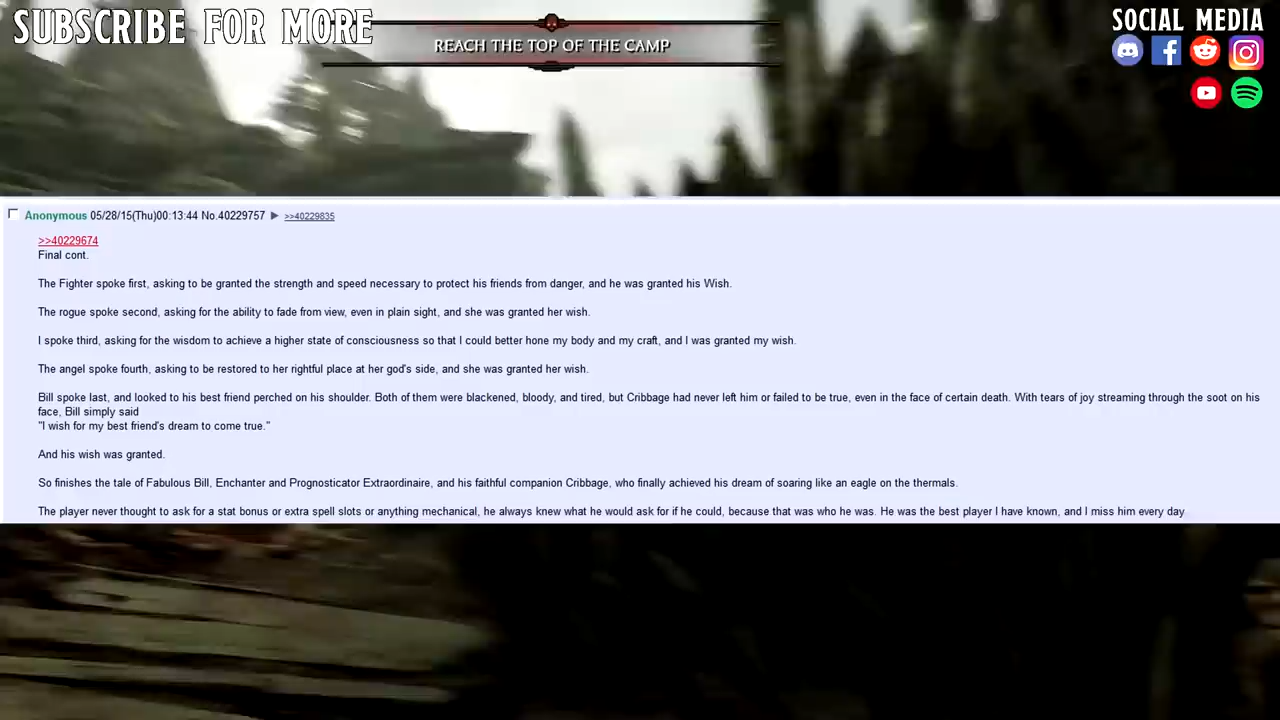 SUBSCRIBE FOR MORE
REACH THE TOP OF THE CAMP
SOCIAL MEDIA
Anonymous 05/28/15(Thu)00:13:44 No.40229757 ▶ >>40229835
>>40229674
Final cont.
The Fighter spoke first, asking to be granted the strength and speed necessary to protect his friends from danger, and he was granted his Wish.
The rogue spoke second, asking for the ability to fade from view, even in plain sight, and she was granted her wish.
I spoke third, asking for the wisdom to achieve a higher state of consciousness so that I could better hone my body and my craft, and I was granted my wish.
The angel spoke fourth, asking to be restored to her rightful place at her god's side, and she was granted her wish.
Bill spoke last, and looked to his best friend perched on his shoulder. Both of them were blackened, bloody, and tired, but Cribbage had never left him or failed to be true, even in the face of certain death. With tears of joy streaming through the soot on his
face, Bill simply said
"I wish for my best friend's dream to come true."
And his wish was granted.
So finishes the tale of Fabulous Bill, Enchanter and Prognosticator Extraordinaire, and his faithful companion Cribbage, who finally achieved his dream of soaring like an eagle on the thermals.
The player never thought to ask for a stat bonus or extra spell slots or anything mechanical, he always knew what he would ask for if he could, because that was who he was. He was the best player I have known, and I miss him every day.